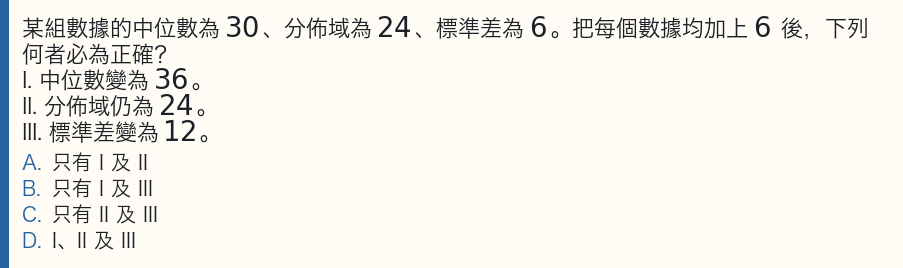 某組數據的中位數為 30、分佈域為 24、標準差為 6。把每個數據均加上 6 後，下列
何者必為正確？
I. 中位數變為 36。
II. 分佈域仍為 24。
III. 標準差變為 12。
A. 只有 I 及 II
B. 只有 I 及 III
C. 只有 II 及 III
D. I、II 及 III